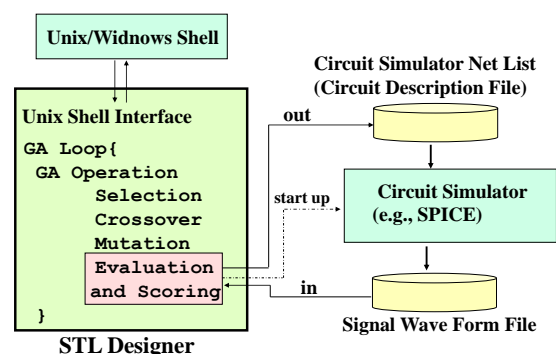 Unix/Widnows Shell
Unix Shell Interface
GA Loop{
GA Operation
Selection
Crossover
Mutation
Evaluation
and Scoring
}
STL Designer
out
start up
in
Circuit Simulator Net List
(Circuit Description File)
Circuit Simulator
(e.g., SPICE)
Signal Wave Form File